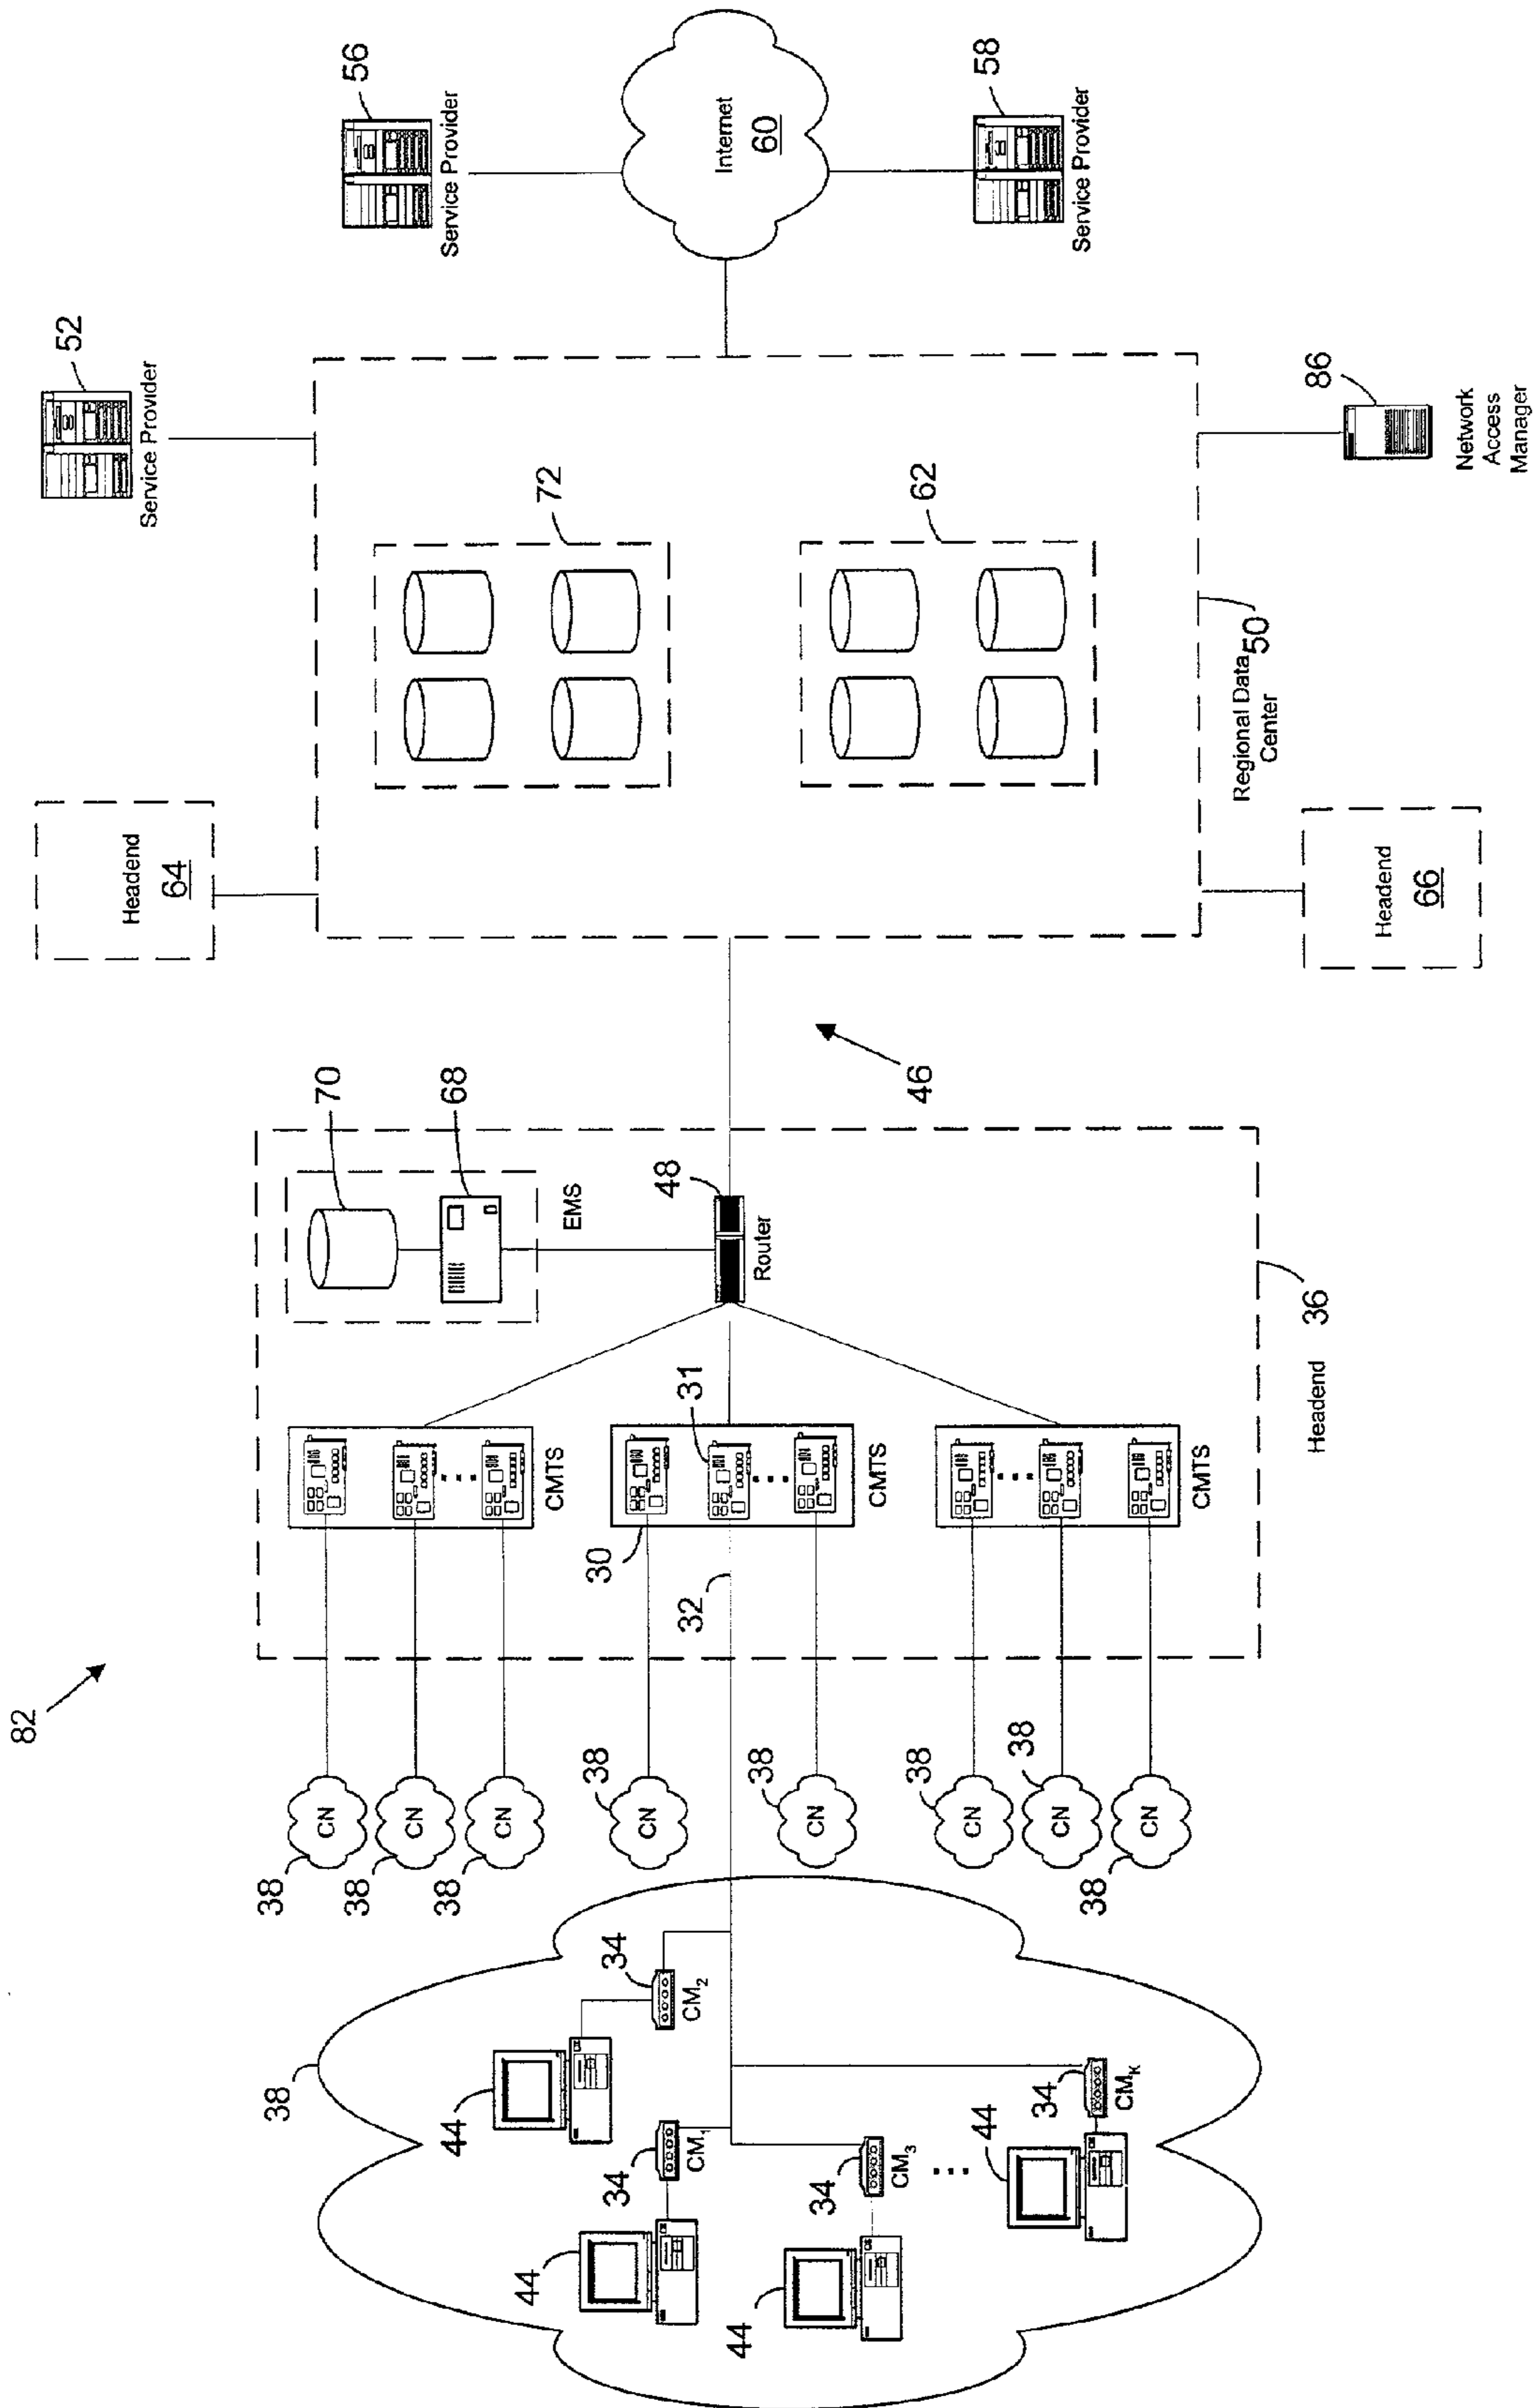 82
38
44
34
CM2
44
34
CM1
44
34
CM3
44
34
CMK
38
CN
38
CN
38
CN
38
CN
38
CN
38
CN
38
CN
38
CN
32
30
31
CMTS
CMTS
CMTS
70
68
EMS
48
Router
36
Headend
46
Headend
64
Headend
66
72
62
50
Regional Data
Center
52
Service Provider
86
Network
Access
Manager
56
Service Provider
Internet
60
58
Service Provider